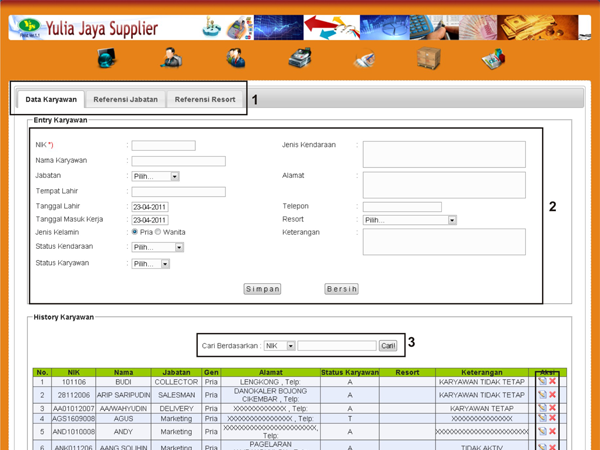 Yulia Jaya Supplier
Data Karyawan Referensi Jabatan Referensi Resort 1
Entry Karyawan
NIK *) : Jenis Kendaraan :
Nama Karyawan :
Jabatan : Pilih... Alamat :
Tempat Lahir :
Tanggal Lahir : 23-04-2011 Telepon :
Tanggal Masuk Kerja : 23-04-2011 Resort : Pilih...
Jenis Kelamin : Pria Wanita Keterangan :
Status Kendaraan : Pilih...
Status Karyawan : Pilih...
2
Simpan Bersih
History Karyawan
Cari Berdasarkan : NIK Cari! 3
No. NIK Nama Jabatan Gen Alamat Status Karyawan Resort Keterangan Aksi
1 101106 BUDI COLLECTOR Pria LENGKONG , Telp: A KARYAWAN TIDAK TETAP
2 28112006 ARIP SARIPUDIN SALESMAN Pria DANOKALER BOJONG CIKEMBAR , Telp: A KARYAWAN TIDAK TETAP
3 AA01012007 AA/WAHYUDIN DELIVERY Pria XXXXXXXXXXXXX , Telp: A KARYAWAN TETAP
4 AGS1609008 AGUS Marketing Pria , Telp: T
5 AND1010008 ANDY Marketing Pria , Telp: A
6 ANK011206 AANG SOLIHIN Marketing Pria PAGELARAN A TIDAK AKTIV